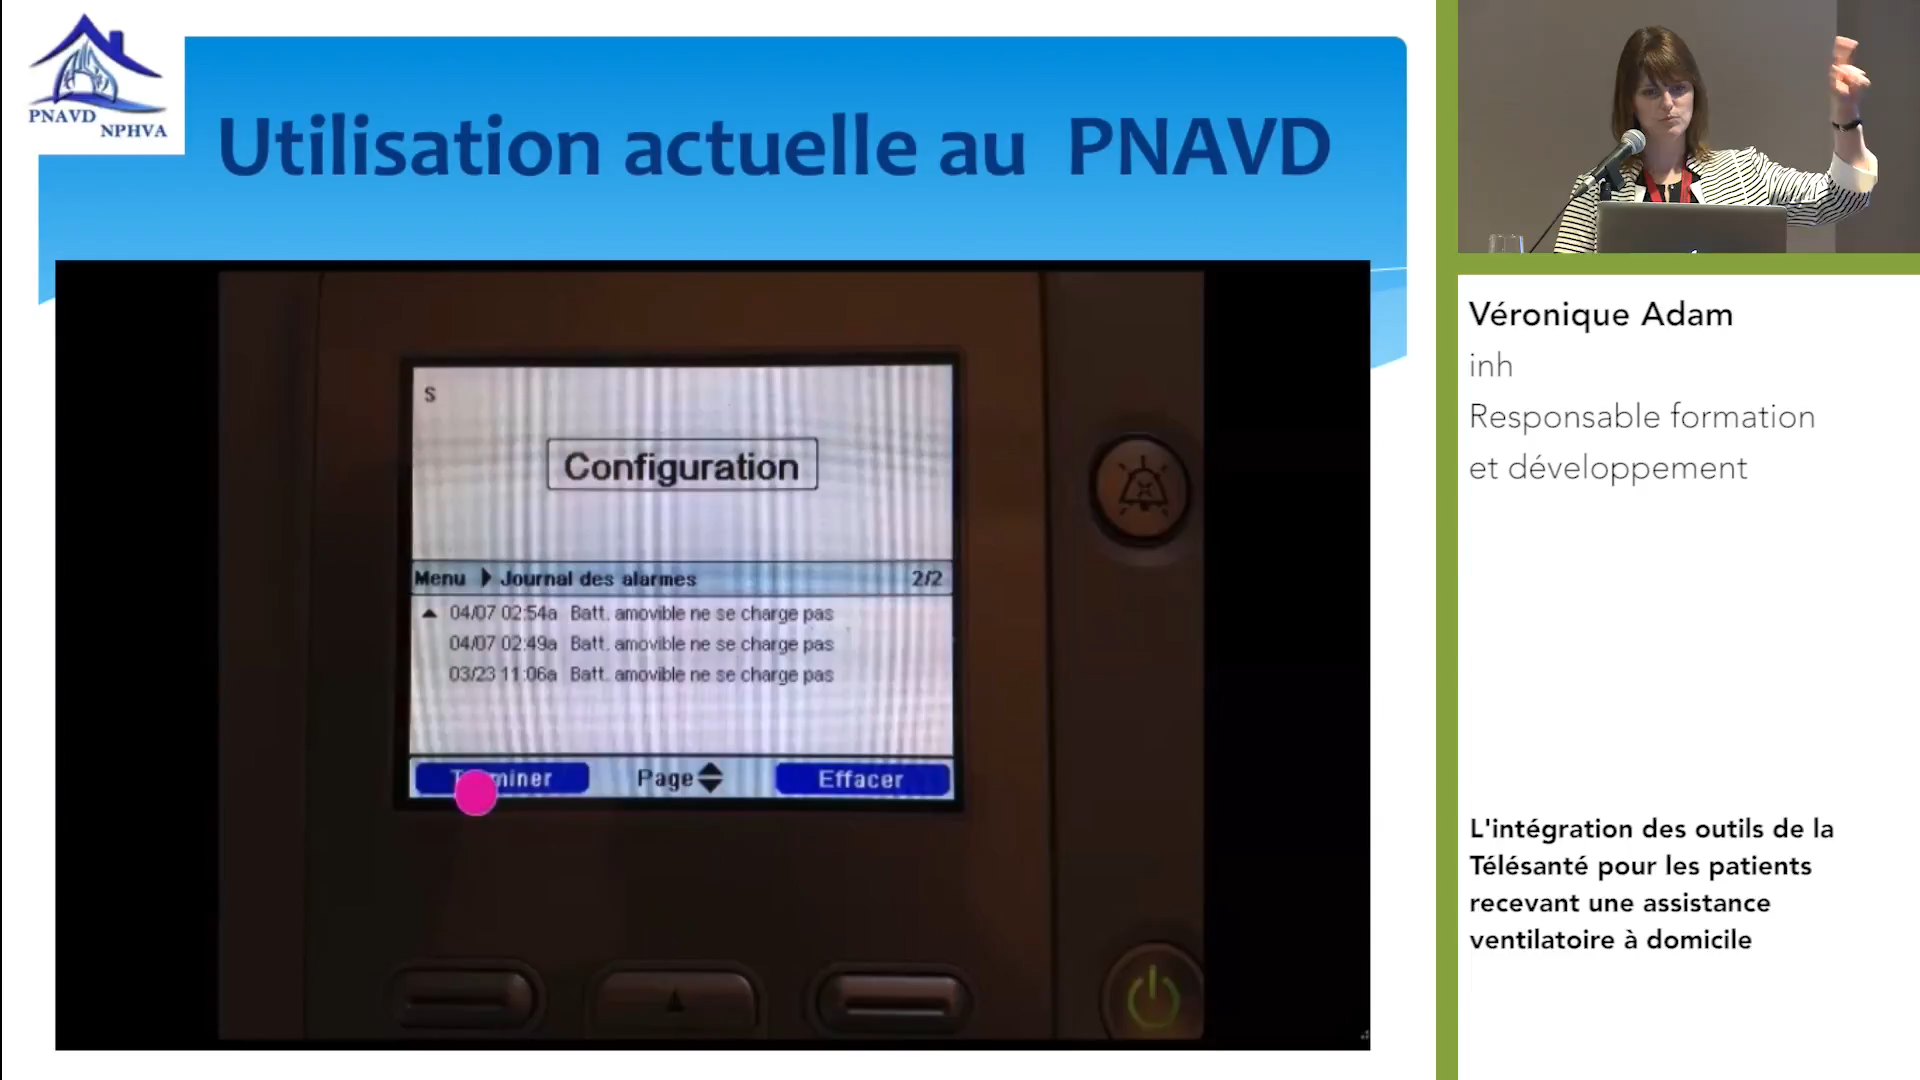 PNAVD
NPHVA
Utilisation actuelle au PNAVD
S
Configuration
Menu Journal des alarmes 2/2
04/07 02:54a Batt. amovible ne se charge pas
04/07 02:49a Batt. amovible ne se charge pas
03/23 11:06a Batt. amovible ne se charge pas
Terminer Page Effacer
Véronique Adam
inh
Responsable formation
et développement
L'intégration des outils de la
Télésanté pour les patients
recevant une assistance
ventilatoire à domicile